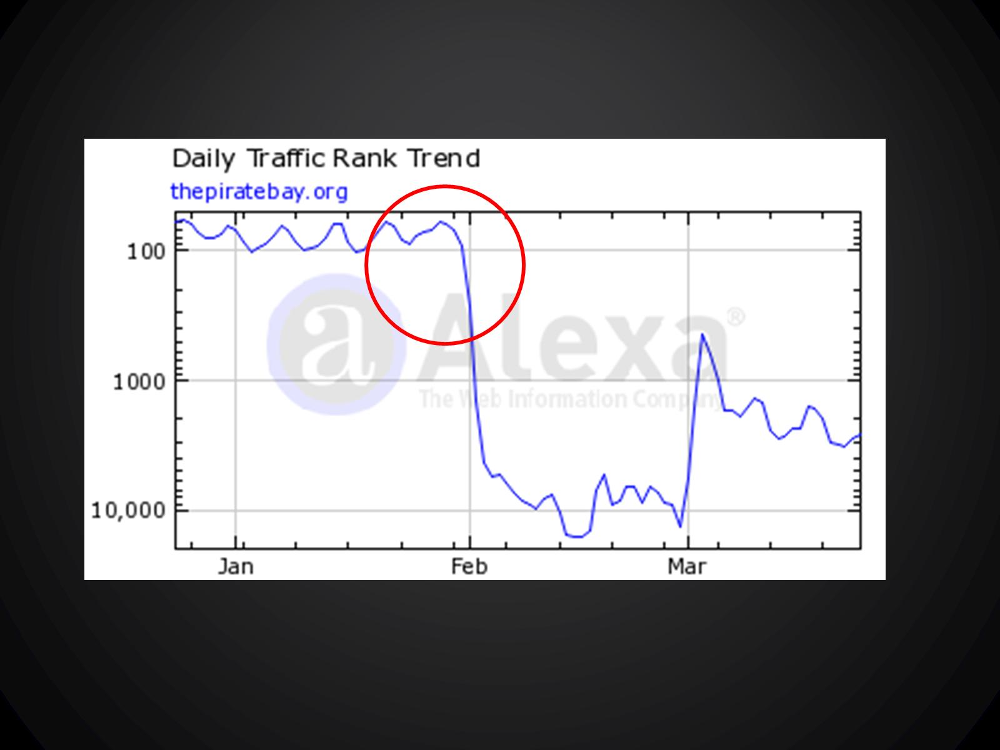 Daily Traffic Rank Trend
thepiratebay.org
100
1000
10,000
a Alexa®
The Web Information Company
Jan Feb Mar